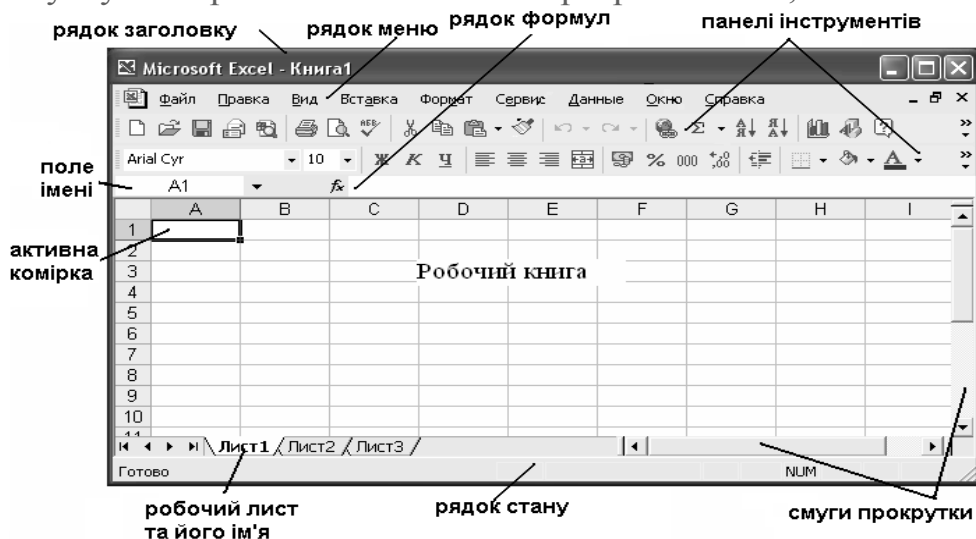 рядок заголовку
рядок меню
рядок формул
панелі інструментів
Microsoft Excel - Книга1
Файл Правка Вид Вставка Формат Сервис Данные Окно Справка
Arial Cyr 10 Ж К Ч % 000
поле
імені
A1 fx
A B C D E F G H I
1
активна
комірка
2
3
Робочий книга
4
5
6
7
8
9
10
11
Лист1 Лист2 Лист3
Готово NUM
робочий лист
та його ім'я
рядок стану
смуги прокрутки